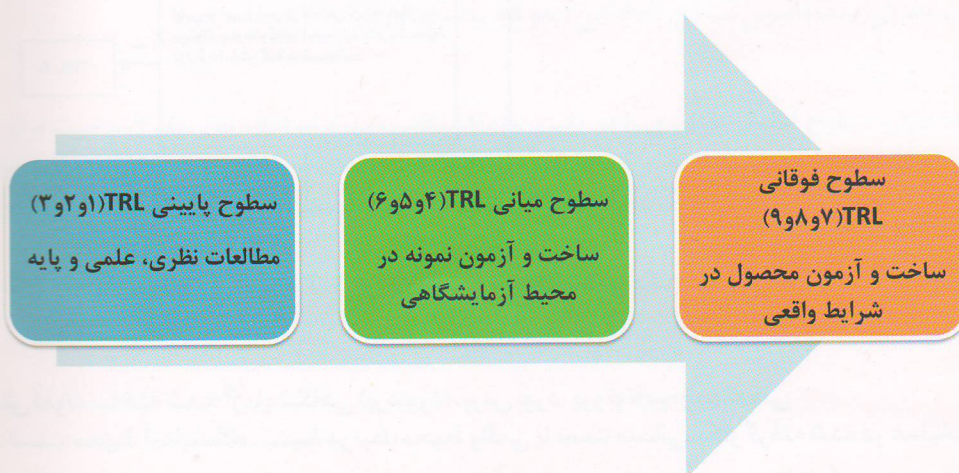 سطوح پایینی TRL(۱و۲و۳)
مطالعات نظری، علمی و پایه
سطوح میانی TRL(۴و۵و۶)
ساخت و آزمون نمونه در
محیط آزمایشگاهی
سطوح فوقانی
TRL(۷و۸و۹)
ساخت و آزمون محصول در
شرایط واقعی